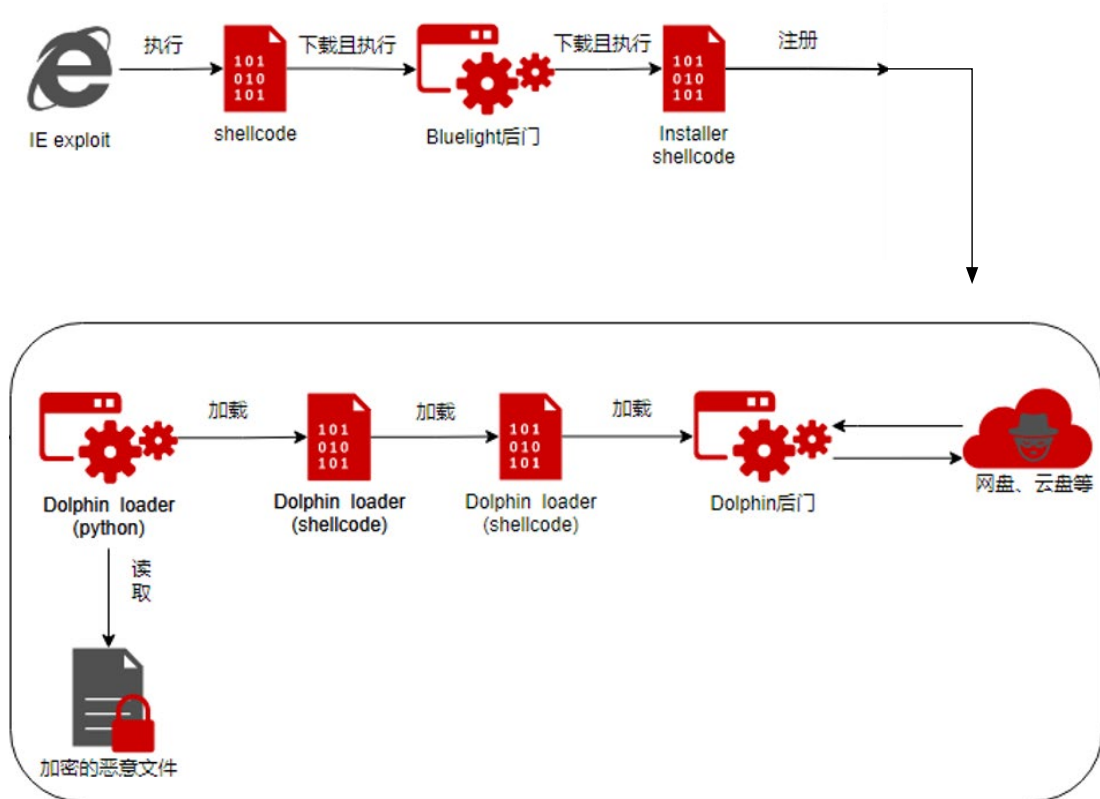 执行
下载且执行
下载且执行
注册
101
010
101
101
010
101
IE exploit
shellcode
Bluelight后门
Installer
shellcode
加载
加载
加载
101
010
101
101
010
101
Dolphin loader
(python)
Dolphin loader
(shellcode)
Dolphin loader
(shellcode)
Dolphin后门
网盘、云盘等
读
取
加密的恶意文件